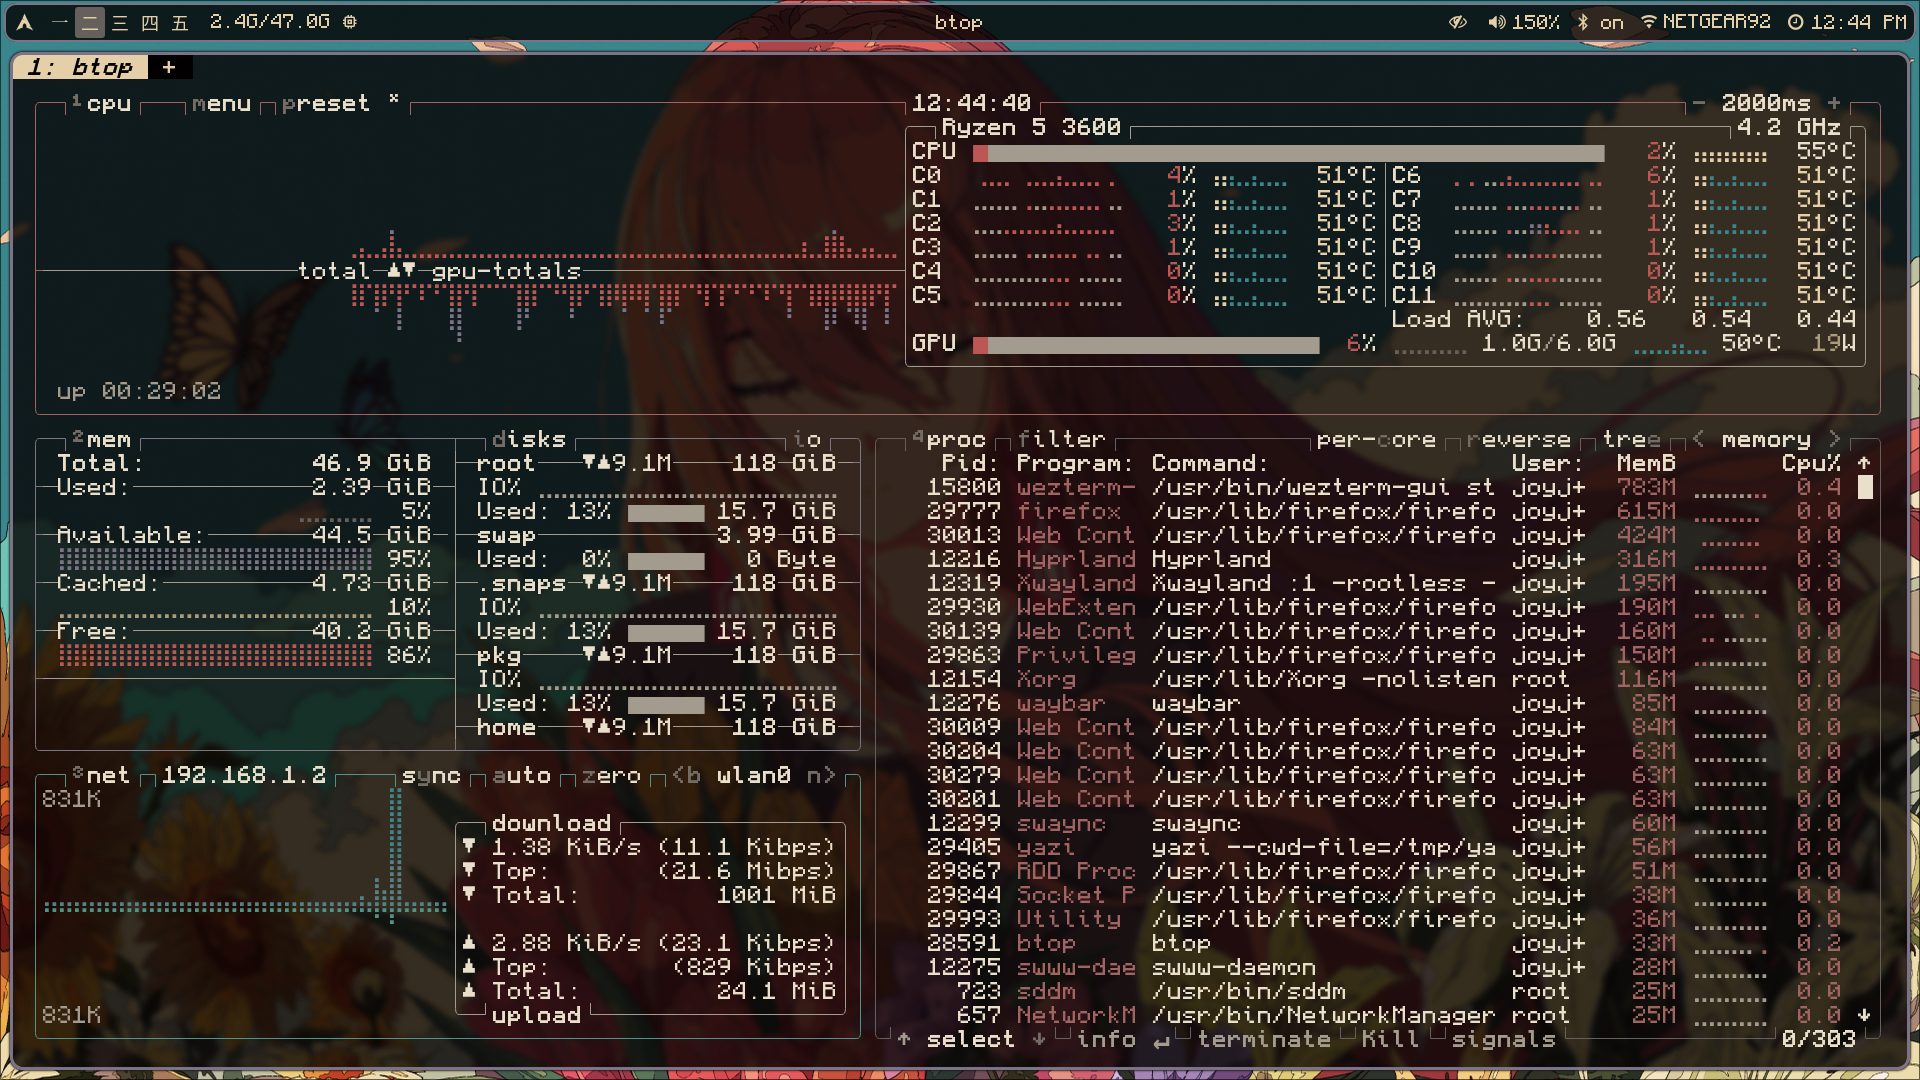 一 二 三 四 五 2.4G/47.0G btop 150% on NETGEAR92 12:44 PM
1: btop +
1cpu menu preset * 12:44:40 - 2000ms +
Ryzen 5 3600 4.2 GHz
CPU 2% 55°C
C0 4% 51°C C6 6% 51°C
C1 1% 51°C C7 1% 51°C
C2 3% 51°C C8 1% 51°C
C3 1% 51°C C9 1% 51°C
total ▲▼ gpu-totals C4 0% 51°C C10 0% 51°C
C5 0% 51°C C11 0% 51°C
Load AVG: 0.56 0.54 0.44
GPU 6% 1.0G/6.0G 50°C 19W
up 00:29:02
2mem
Total: 46.9 GiB
Used: 2.39 GiB
5%
Available: 44.5 GiB
95%
Cached: 4.73 GiB
10%
Free: 40.2 GiB
86%
disks io
root ▼▲9.1M 118 GiB
IO%
Used: 13% 15.7 GiB
swap 3.99 GiB
Used: 0% 0 Byte
.snaps ▼▲9.1M 118 GiB
IO%
Used: 13% 15.7 GiB
pkg ▼▲9.1M 118 GiB
IO%
Used: 13% 15.7 GiB
home ▼▲9.1M 118 GiB
3net 192.168.1.2 sync auto zero <b wlan0 n>
831K
download
▼ 1.38 KiB/s (11.1 Kibps)
▼ Top: (21.6 Mibps)
▼ Total: 1001 MiB
▲ 2.88 KiB/s (23.1 Kibps)
▲ Top: (829 Kibps)
▲ Total: 24.1 MiB
upload
831K
4proc filter per-core reverse tree < memory >
Pid: Program: Command: User: MemB Cpu% ↑
15800 wezterm- /usr/bin/wezterm-gui st joyj+ 783M 0.4
29777 firefox /usr/lib/firefox/firefo joyj+ 615M 0.0
30013 Web Cont /usr/lib/firefox/firefo joyj+ 424M 0.0
12216 Hyprland Hyprland joyj+ 316M 0.3
12319 Xwayland Xwayland :1 -rootless - joyj+ 195M 0.0
29930 WebExten /usr/lib/firefox/firefo joyj+ 190M 0.0
30139 Web Cont /usr/lib/firefox/firefo joyj+ 160M 0.0
29863 Privileg /usr/lib/firefox/firefo joyj+ 150M 0.0
12154 Xorg /usr/lib/Xorg -nolisten root 116M 0.0
12276 waybar waybar joyj+ 85M 0.0
30009 Web Cont /usr/lib/firefox/firefo joyj+ 84M 0.0
30204 Web Cont /usr/lib/firefox/firefo joyj+ 63M 0.0
30279 Web Cont /usr/lib/firefox/firefo joyj+ 63M 0.0
30201 Web Cont /usr/lib/firefox/firefo joyj+ 63M 0.0
12299 swaync swaync joyj+ 60M 0.0
29405 yazi yazi --cwd-file=/tmp/ya joyj+ 56M 0.0
29867 RDD Proc /usr/lib/firefox/firefo joyj+ 51M 0.0
29844 Socket P /usr/lib/firefox/firefo joyj+ 38M 0.0
29993 Utility /usr/lib/firefox/firefo joyj+ 36M 0.0
28591 btop btop joyj+ 33M 0.2
12275 swww-dae swww-daemon joyj+ 28M 0.0
723 sddm /usr/bin/sddm root 25M 0.0
657 NetworkM /usr/bin/NetworkManager root 25M 0.0 ↓
↑ select ↓ info ↵ terminate Kill signals 0/303